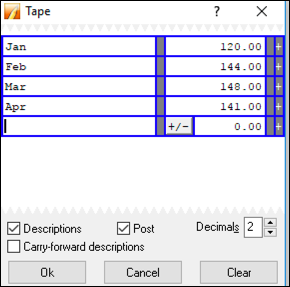 Tape ?
Jan 120.00 +
Feb 144.00 +
Mar 148.00 +
Apr 141.00 +
+/- 0.00 +
Descriptions Post Decimals 2
Carry-forward descriptions
Ok Cancel Clear